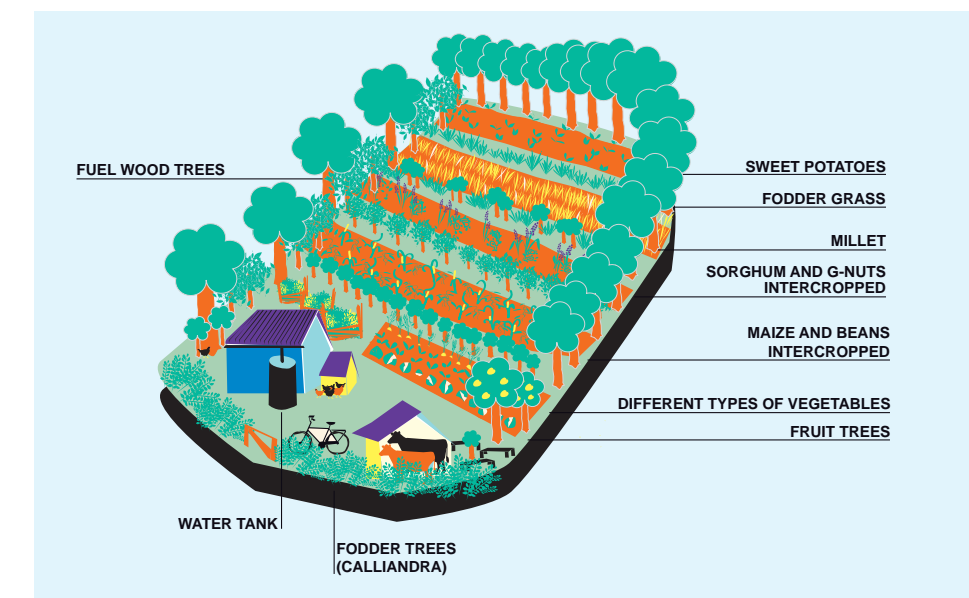 FUEL WOOD TREES
SWEET POTATOES
FODDER GRASS
MILLET
SORGHUM AND G-NUTS
INTERCROPPED
MAIZE AND BEANS
INTERCROPPED
DIFFERENT TYPES OF VEGETABLES
FRUIT TREES
WATER TANK
FODDER TREES
(CALLIANDRA)